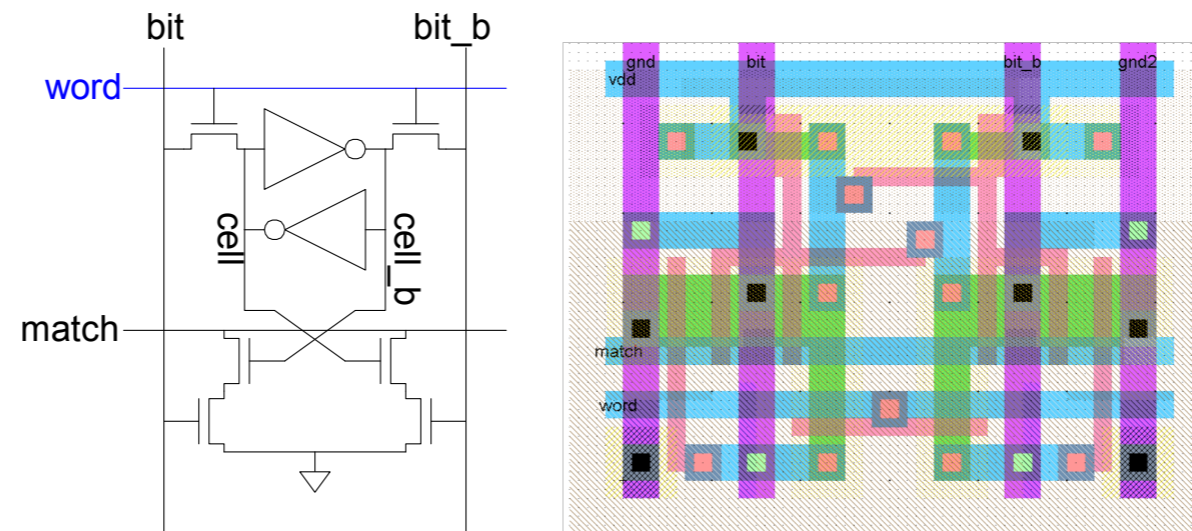 bit
bit_b
word
cell
cell_b
match
gnd
bit
bit_b
gnd2
vdd
match
word